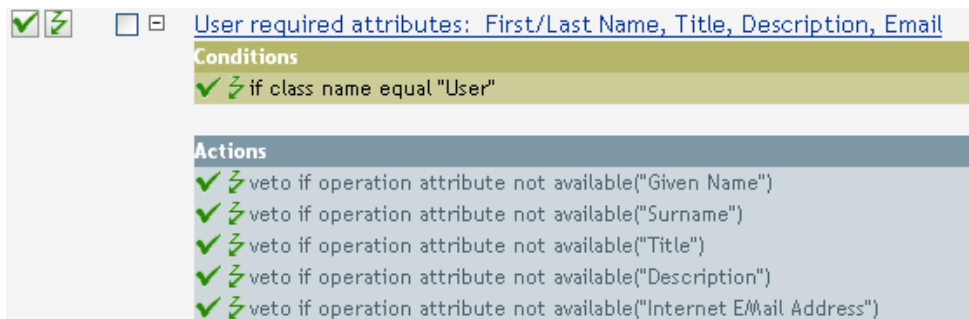 User required attributes: First/Last Name, Title, Description, Email
Conditions
if class name equal "User"
Actions
veto if operation attribute not available("Given Name")
veto if operation attribute not available("Surname")
veto if operation attribute not available("Title")
veto if operation attribute not available("Description")
veto if operation attribute not available("Internet EMail Address")